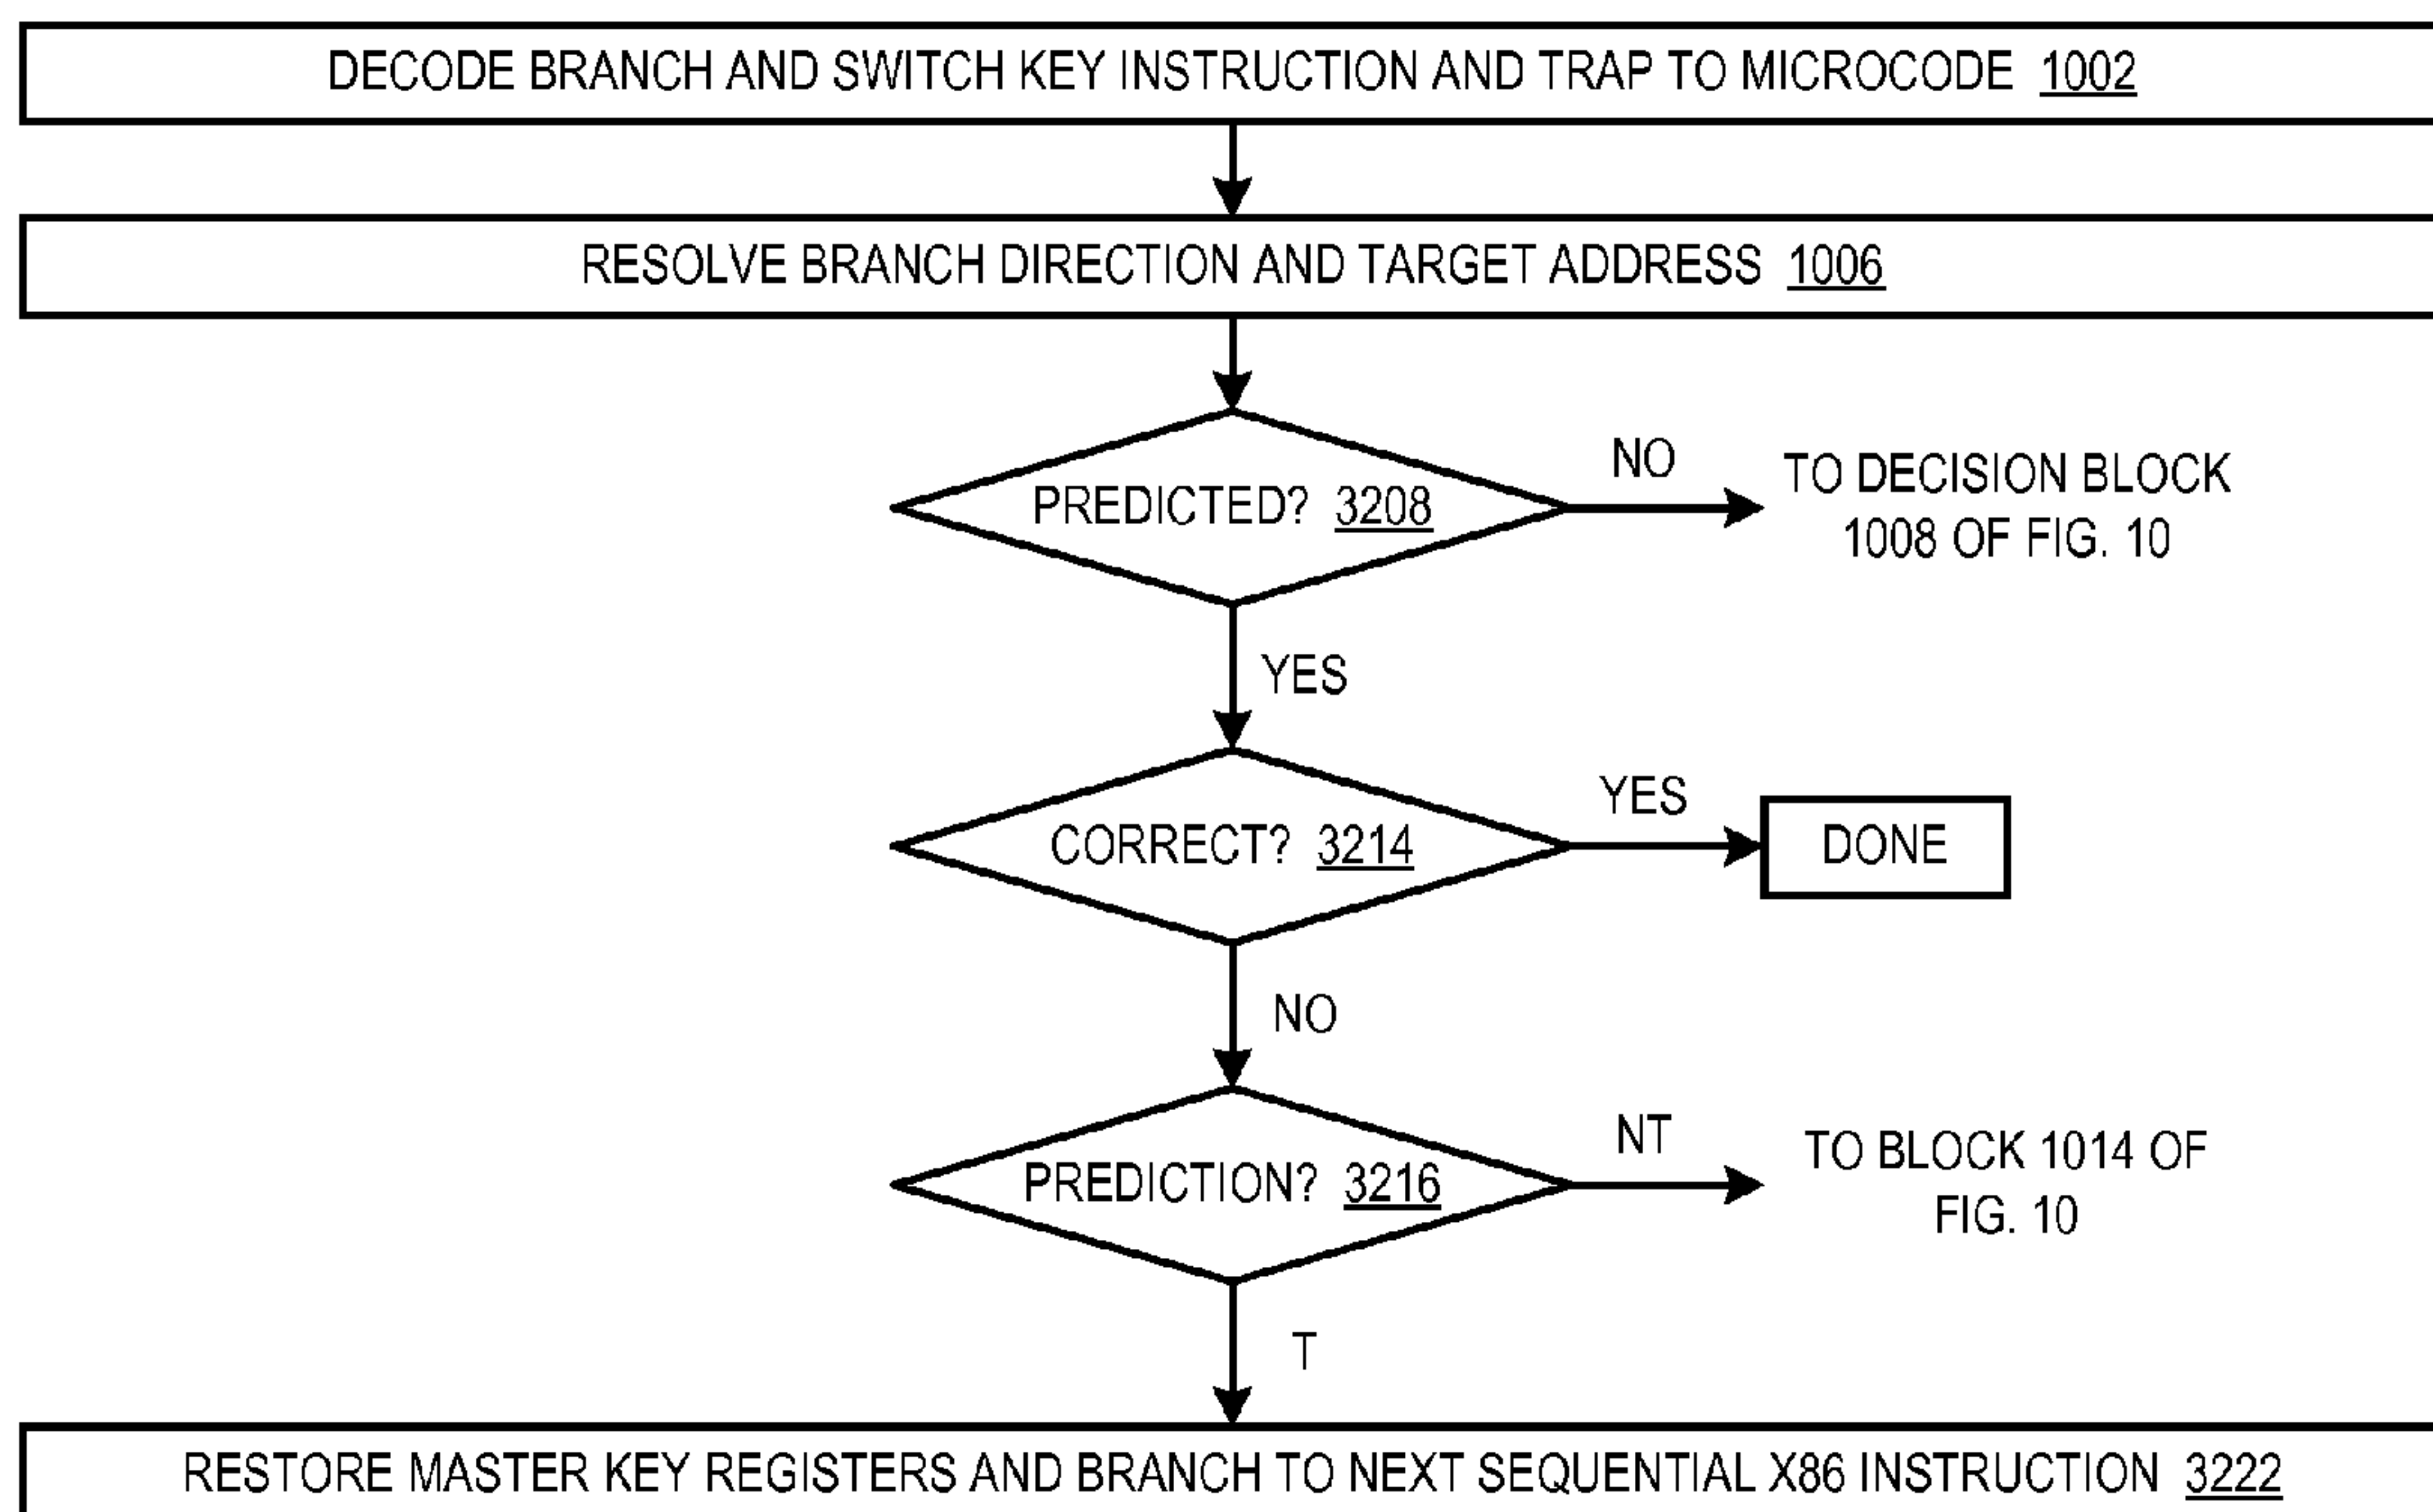 DECODE BRANCH AND SWITCH KEY INSTRUCTION AND TRAP TO MICROCODE 1002
RESOLVE BRANCH DIRECTION AND TARGET ADDRESS 1006
PREDICTED? 3208
NO
TO DECISION BLOCK
1008 OF FIG. 10
YES
CORRECT? 3214
YES
DONE
NO
PREDICTION? 3216
NT
TO BLOCK 1014 OF
FIG. 10
T
RESTORE MASTER KEY REGISTERS AND BRANCH TO NEXT SEQUENTIAL X86 INSTRUCTION 3222